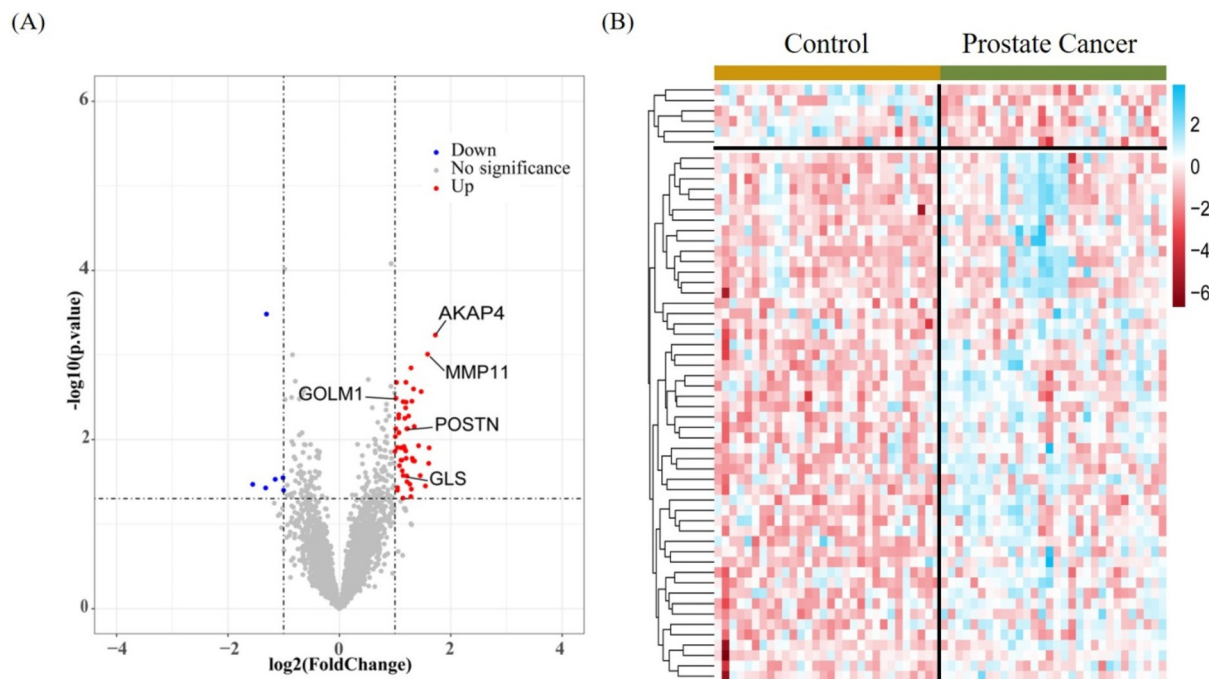 (A)
(B)
Control
Prostate Cancer
6
4
2
0
-log10(p.value)
Down
No significance
Up
AKAP4
MMP11
GOLM1
POSTN
GLS
−4
−2
0
2
4
log2(FoldChange)
2
0
−2
−4
−6